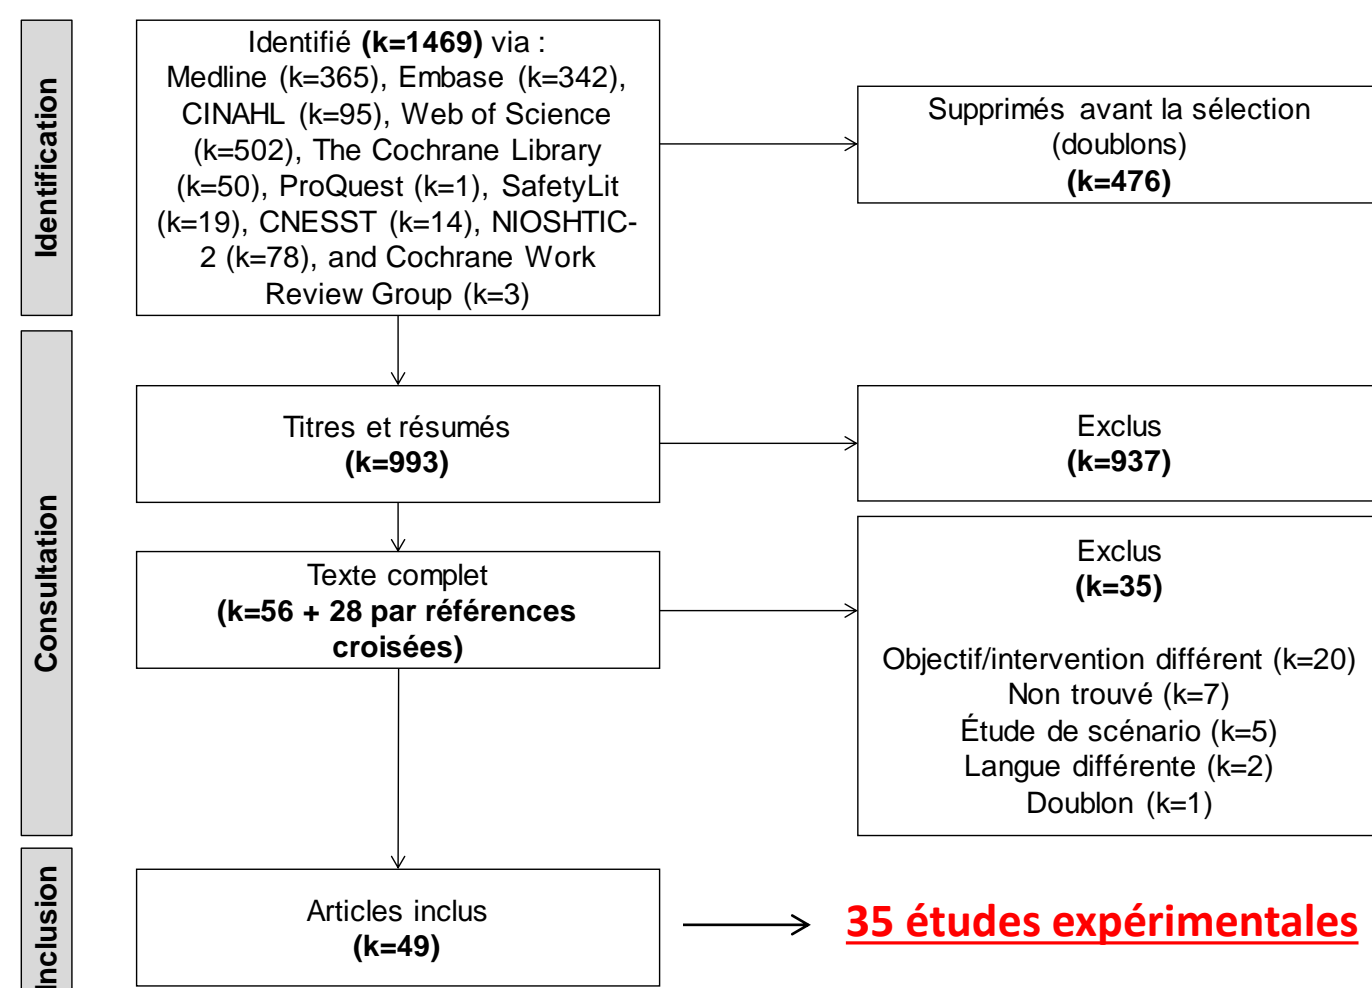 Identification
Identifié (k=1469) via :
Medline (k=365), Embase (k=342),
CINAHL (k=95), Web of Science
(k=502), The Cochrane Library
(k=50), ProQuest (k=1), SafetyLit
(k=19), CNESST (k=14), NIOSHTIC-
2 (k=78), and Cochrane Work
Review Group (k=3)
Supprimés avant la sélection
(doublons)
(k=476)
Consultation
Titres et résumés
(k=993)
Exclus
(k=937)
Texte complet
(k=56 + 28 par références
croisées)
Exclus
(k=35)
Objectif/intervention différent (k=20)
Non trouvé (k=7)
Étude de scénario (k=5)
Langue différente (k=2)
Doublon (k=1)
Inclusion
Articles inclus
(k=49)
35 études expérimentales